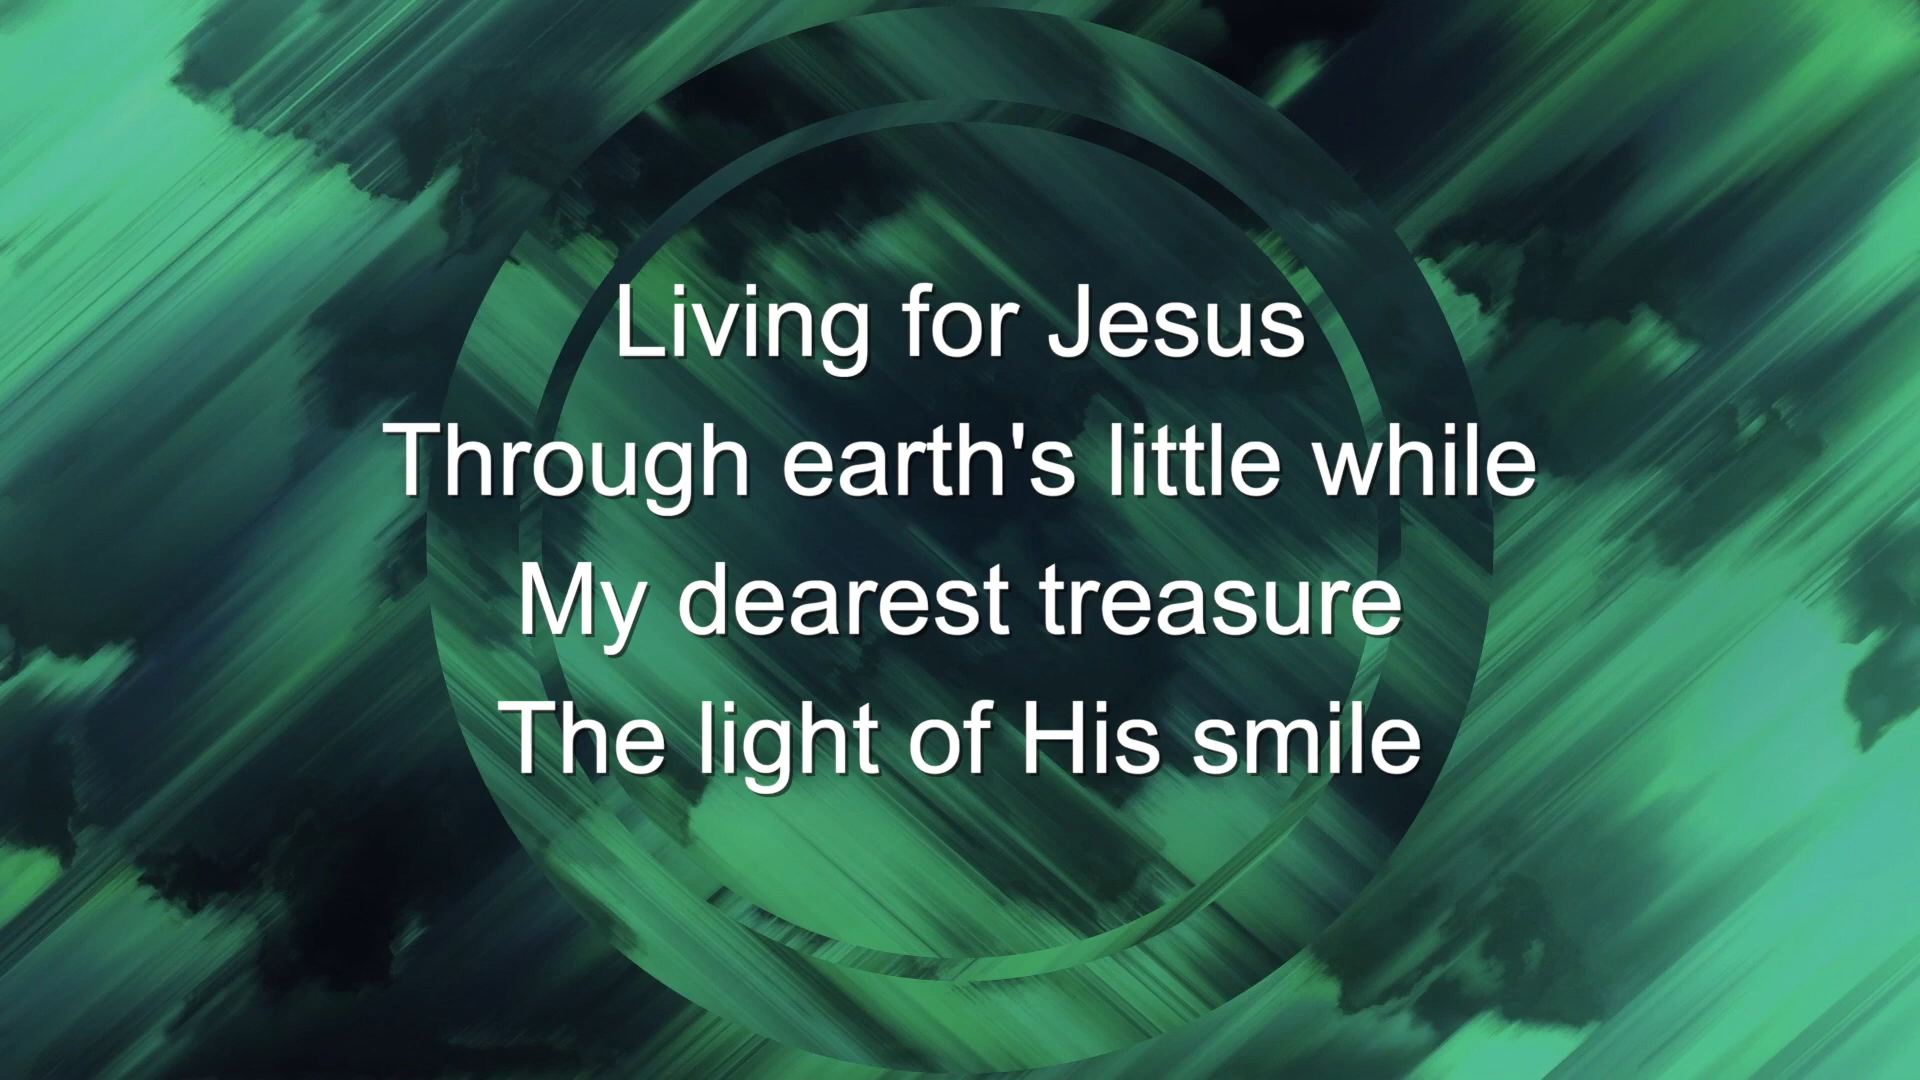 Living for Jesus
Through earth's little while
My dearest treasure
The light of His smile